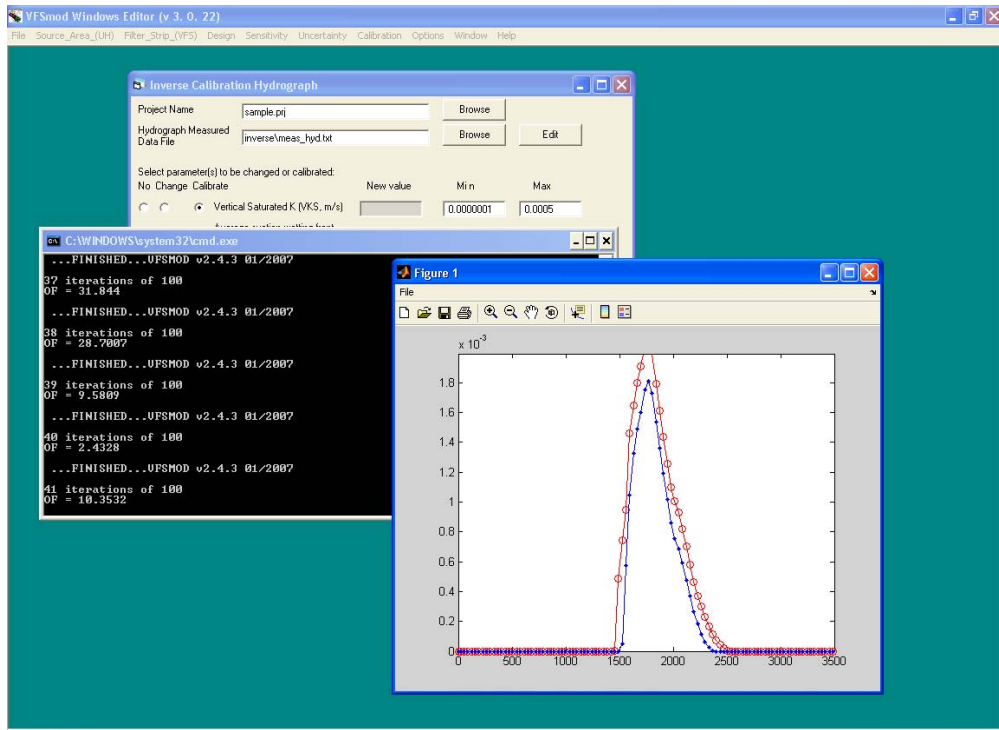 VFSmod Windows Editor (v 3. 0. 22)
File Source_Area_(UH) Filter_Strip_(VFS) Design Sensitivity Uncertainty Calibration Options Window Help
Inverse Calibration Hydrograph
Project Name sample.prj Browse
Hydrograph Measured Data File inverse\meas_hyd.txt Browse Edit
Select parameter(s) to be changed or calibrated:
No Change Calibrate New value Min Max
Vertical Saturated K (VKS, m/s) 0.0000001 0.0005
Average suction wetting front
C:\WINDOWS\system32\cmd.exe
...FINISHED...VFSMOD v2.4.3 01/2007
37 iterations of 100
OF = 31.844
...FINISHED...VFSMOD v2.4.3 01/2007
38 iterations of 100
OF = 28.7007
...FINISHED...VFSMOD v2.4.3 01/2007
39 iterations of 100
OF = 9.5809
...FINISHED...VFSMOD v2.4.3 01/2007
40 iterations of 100
OF = 2.4328
...FINISHED...VFSMOD v2.4.3 01/2007
41 iterations of 100
OF = 10.3532
Figure 1
File
x 10-3
1.8
1.6
1.4
1.2
1
0.8
0.6
0.4
0.2
0
0 500 1000 1500 2000 2500 3000 3500